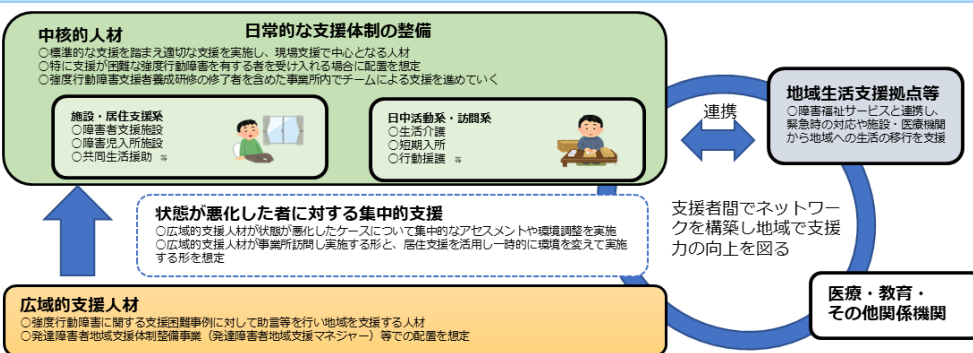 中核的人材
日常的な支援体制の整備
○標準的な支援を踏まえ適切な支援を実施し、現場支援で中心となる人材
○特に支援が困難な強度行動障害を有する者を受け入れる場合に配置を想定
○強度行動障害支援者養成研修の修了者を含めた事業所内でチームによる支援を進めていく
施設・居住支援系
○障害者支援施設
○障害児入所施設
○共同生活援助 等
日中活動系・訪問系
○生活介護
○短期入所
○行動援護 等
連携
地域生活支援拠点等
○障害福祉サービスと連携し、
緊急時の対応や施設・医療機関
から地域への生活の移行を支援
状態が悪化した者に対する集中的支援
○広域的支援人材が状態が悪化したケースについて集中的なアセスメントや環境調整を実施
○広域的支援人材が事業所訪問し実施する形と、居住支援を活用し一時的に環境を変えて実施
する形を想定
支援者間でネットワー
クを構築し地域で支援
力の向上を図る
広域的支援人材
○強度行動障害に関する支援困難事例に対して助言等を行い地域を支援する人材
○発達障害者地域支援体制整備事業（発達障害者地域支援マネジャー）等での配置を想定
医療・教育・
その他関係機関